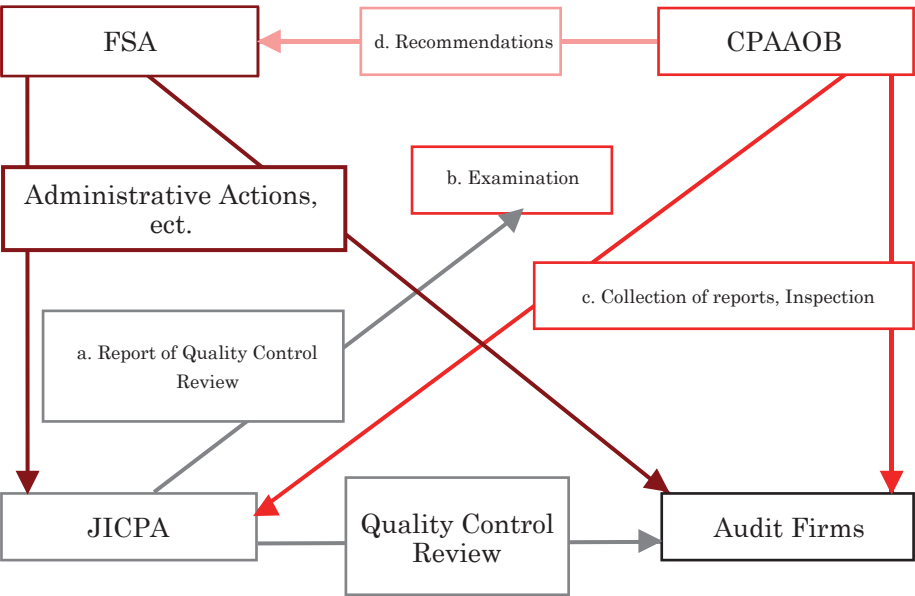 FSA
d. Recommendations
CPAAOB
b. Examination
Administrative Actions,
ect.
c. Collection of reports, Inspection
a. Report of Quality Control
Review
JICPA
Quality Control
Review
Audit Firms